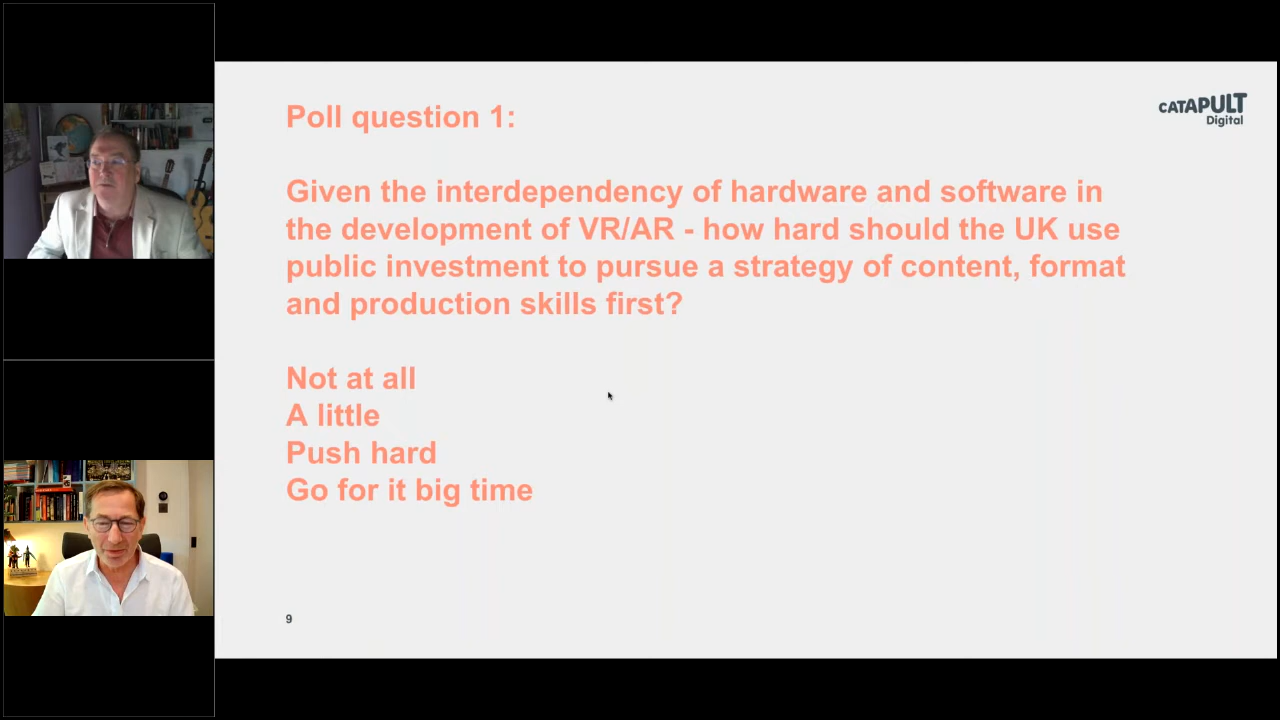 Poll question 1:
CATAPULT
Digital
Given the interdependency of hardware and software in
the development of VR/AR - how hard should the UK use
public investment to pursue a strategy of content, format
and production skills first?
Not at all
A little
Push hard
Go for it big time
9